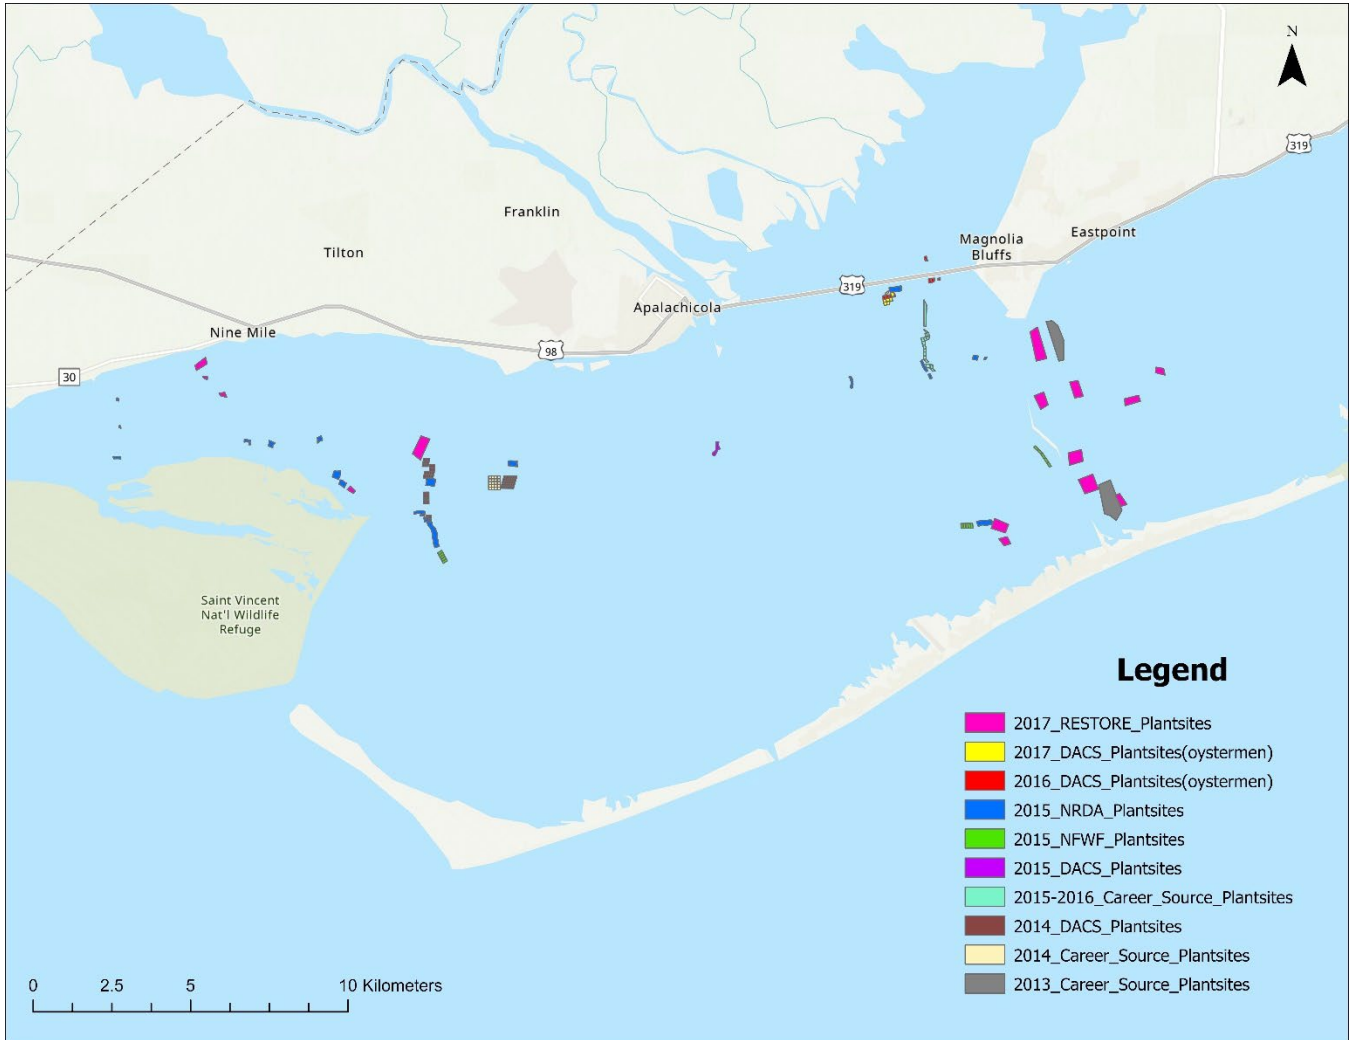 N
319
Franklin
Tilton
Magnolia
Bluffs
Eastpoint
319
Apalachicola
Nine Mile
98
30
Saint Vincent
Nat'l Wildlife
Refuge
Legend
2017_RESTORE_Plantsites
2017_DACS_Plantsites(oystermen)
2016_DACS_Plantsites(oystermen)
2015_NRDA_Plantsites
2015_NFWF_Plantsites
2015_DACS_Plantsites
2015-2016_Career_Source_Plantsites
2014_DACS_Plantsites
2014_Career_Source_Plantsites
2013_Career_Source_Plantsites
0 2.5 5 10 Kilometers